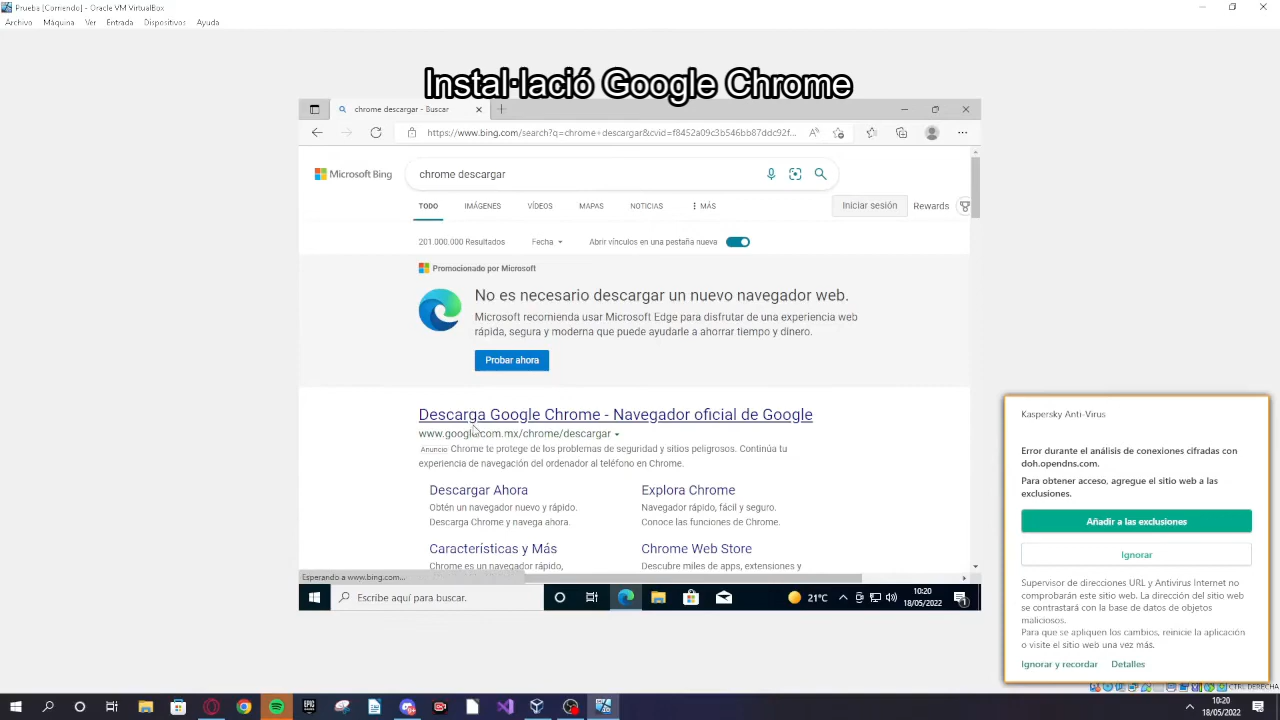 Prueba [Corriendo] - Oracle VM VirtualBox
Archivo Máquina Ver Entrada Dispositivos Ayuda
Instal·lació Google Chrome
chrome descargar - Buscar
https://www.bing.com/search?q=chrome+descargar&cvid=f8452a09c3b546bb87ddc92f...
Microsoft Bing
chrome descargar
TODO IMÁGENES VÍDEOS MAPAS NOTICIAS MÁS
Iniciar sesión Rewards
201.000.000 Resultados Fecha Abrir vínculos en una pestaña nueva
Promocionado por Microsoft
No es necesario descargar un nuevo navegador web.
Microsoft recomienda usar Microsoft Edge para disfrutar de una experiencia web
rápida, segura y moderna que puede ayudarle a ahorrar tiempo y dinero.
Probar ahora
Descarga Google Chrome - Navegador oficial de Google
www.google.com.mx/chrome/descargar
Anuncio Chrome te protege de los problemas de seguridad y sitios peligrosos. Continúa tu
experiencia de navegación del ordenador al teléfono en Chrome.
Descargar Ahora
Obtén un navegador nuevo y rápido.
Descarga Chrome y navega ahora.
Explora Chrome
Navegador rápido, fácil y seguro.
Conoce las funciones de Chrome.
Características y Más
Chrome es un navegador rápido,
Chrome Web Store
Descubre miles de apps, extensiones y
Esperando a www.bing.com...
Escribe aquí para buscar.
21°C
10:20
18/05/2022
1
Kaspersky Anti-Virus
Error durante el análisis de conexiones cifradas con
doh.opendns.com.
Para obtener acceso, agregue el sitio web a las
exclusiones.
Añadir a las exclusiones
Ignorar
Supervisor de direcciones URL y Antivirus Internet no
comprobarán este sitio web. La dirección del sitio web
se contrastará con la base de datos de objetos
maliciosos.
Para que se apliquen los cambios, reinicie la aplicación
o visite el sitio web una vez más.
Ignorar y recordar Detalles
CTRL DERECHA
10:20
18/05/2022